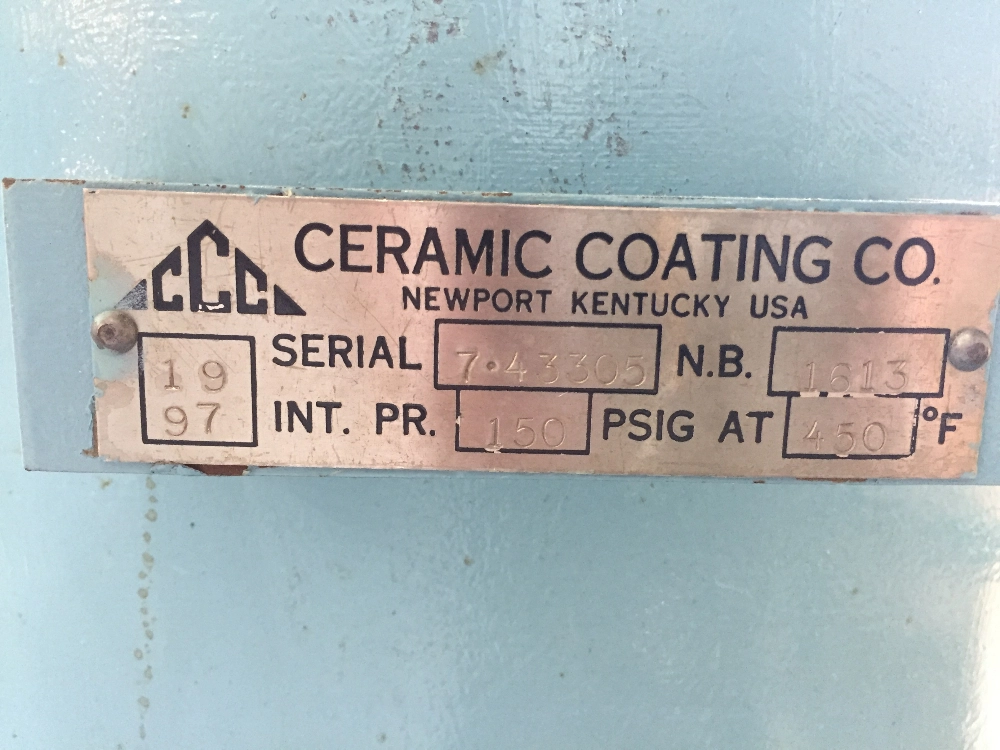 CCC CERAMIC COATING CO.
NEWPORT KENTUCKY USA
SERIAL 7•43305 N.B. 1613
19
97
INT. PR. 150 PSIG AT 450 °F